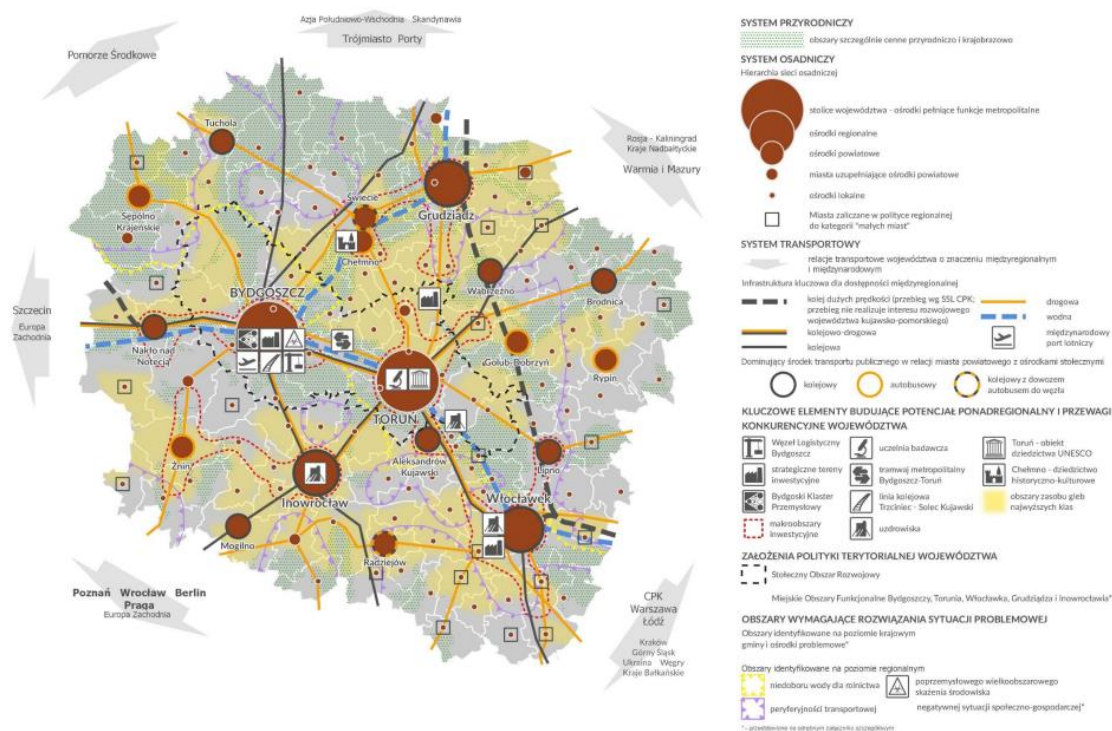 Azja Południowo-Wschodnia Skandynawia
Trójmiasto Porty
Pomorze Środkowe
Rosja – Kaliningrad
Kraje Nadbałtyckie
Warmia i Mazury
Szczecin
Europa
Zachodnia
Poznań Wrocław Berlin
Praga
Europa Zachodnia
CPK
Warszawa
Łódź
Kraków
Górny Śląsk
Ukraina Węgry
Kraje Bałkańskie
Tuchola
Sępólno
Krajeńskie
Świecie
Grudziądz
Chełmno
BYDGOSZCZ
Wąbrzeźno
Brodnica
Nakło nad
Notecią
Golub-Dobrzyń
Rypin
TORUŃ
Żnin
Aleksandrów
Kujawski
Lipno
Inowrocław
Włocławek
Mogilno
Radziejów
SYSTEM PRZYRODNICZY
obszary szczególnie cenne przyrodniczo i krajobrazowo
SYSTEM OSADNICZY
Hierarchia sieci osadniczej
stolice województwa - ośrodki pełniące funkcje metropolitalne
ośrodki regionalne
ośrodki powiatowe
miasta uzupełniające ośrodki powiatowe
ośrodki lokalne
Miasta zaliczane w polityce regionalnej
do kategorii "małych miast"
SYSTEM TRANSPORTOWY
relacje transportowe województwa o znaczeniu międzyregionalnym
i międzynarodowym
Infrastruktura kluczowa dla dostępności międzyregionalnej
kolej dużych prędkości (przebieg wg SSL CPK;
przebieg nie realizuje interesu rozwojowego
województwa kujawsko-pomorskiego)
kolejowo-drogowa
kolejowa
drogowa
wodna
międzynarodowy
port lotniczy
Dominujący środek transportu publicznego w relacji miasta powiatowego z ośrodkami stołecznymi
kolejowy
autobusowy
kolejowy z dowozem
autobusem do węzła
KLUCZOWE ELEMENTY BUDUJĄCE POTENCJAŁ PONADREGIONALNY I PRZEWAGI
KONKURENCYJNE WOJEWÓDZTWA
Węzeł Logistyczny
Bydgoszcz
uczelnia badawcza
Toruń - obiekt
dziedzictwa UNESCO
strategiczne tereny
inwestycyjne
tramwaj metropolitalny
Bydgoszcz-Toruń
Chełmno - dziedzictwo
historyczno-kulturowe
Bydgoski Klaster
Przemysłowy
linia kolejowa
Trzciniec - Solec Kujawski
obszary zasobu gleb
najwyższych klas
makroobszary
inwestycyjne
uzdrowiska
ZAŁOŻENIA POLITYKI TERYTORIALNEJ WOJEWÓDZTWA
Stołeczny Obszar Rozwojowy
Miejskie Obszary Funkcjonalne Bydgoszczy, Torunia, Włocławka, Grudziądza i Inowrocławia*
OBSZARY WYMAGAJĄCE ROZWIĄZANIA SYTUACJI PROBLEMOWEJ
Obszary identyfikowane na poziomie krajowym
gminy i ośrodki problemowe*
Obszary identyfikowane na poziomie regionalnym
niedoboru wody dla rolnictwa
poprzemysłowego wielkoobszarowego
skażenia środowiska
peryferyjności transportowej
negatywnej sytuacji społeczno-gospodarczej*
* - przedstawione na odrębnym załączniku szczegółowym